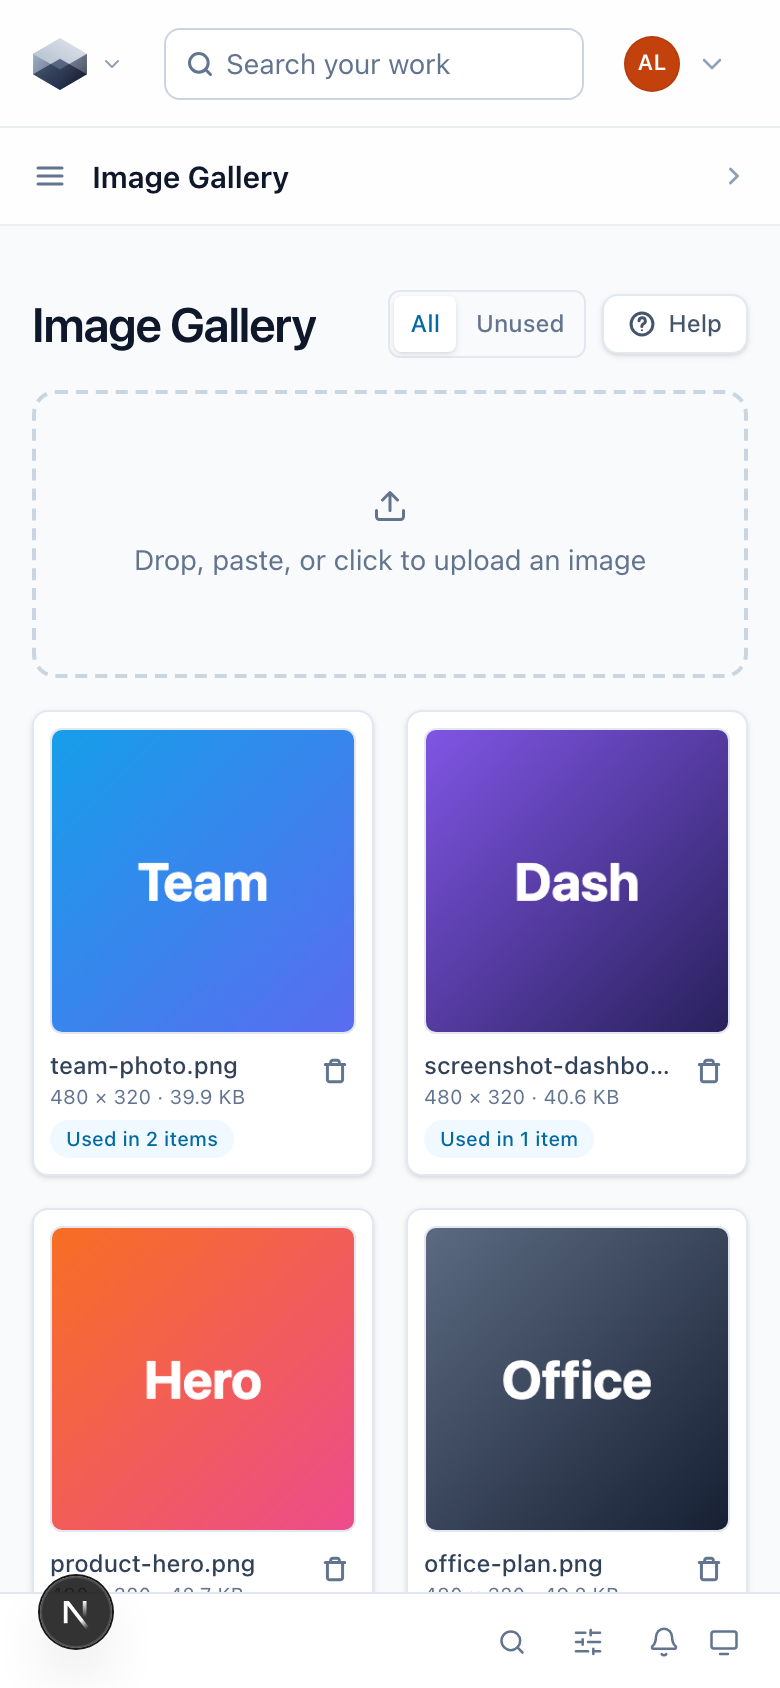 Search your work
AL
Image Gallery
Image Gallery
All
Unused
Help
Drop, paste, or click to upload an image
Team
team-photo.png
480 × 320 · 39.9 KB
Used in 2 items
Dash
screenshot-dashbo...
480 × 320 · 40.6 KB
Used in 1 item
Hero
product-hero.png
Office
office-plan.png
N